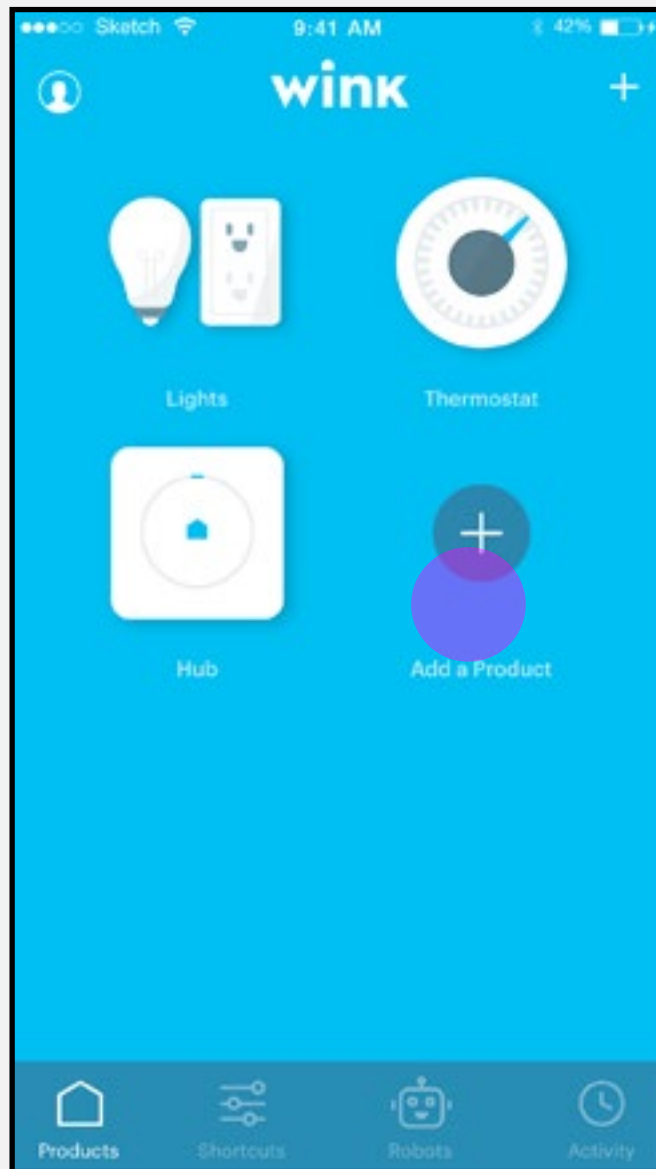 Sketch 9:41 AM 42%
wink
Lights Thermostat
Hub Add a Product
Products Shortcuts Robots Activity